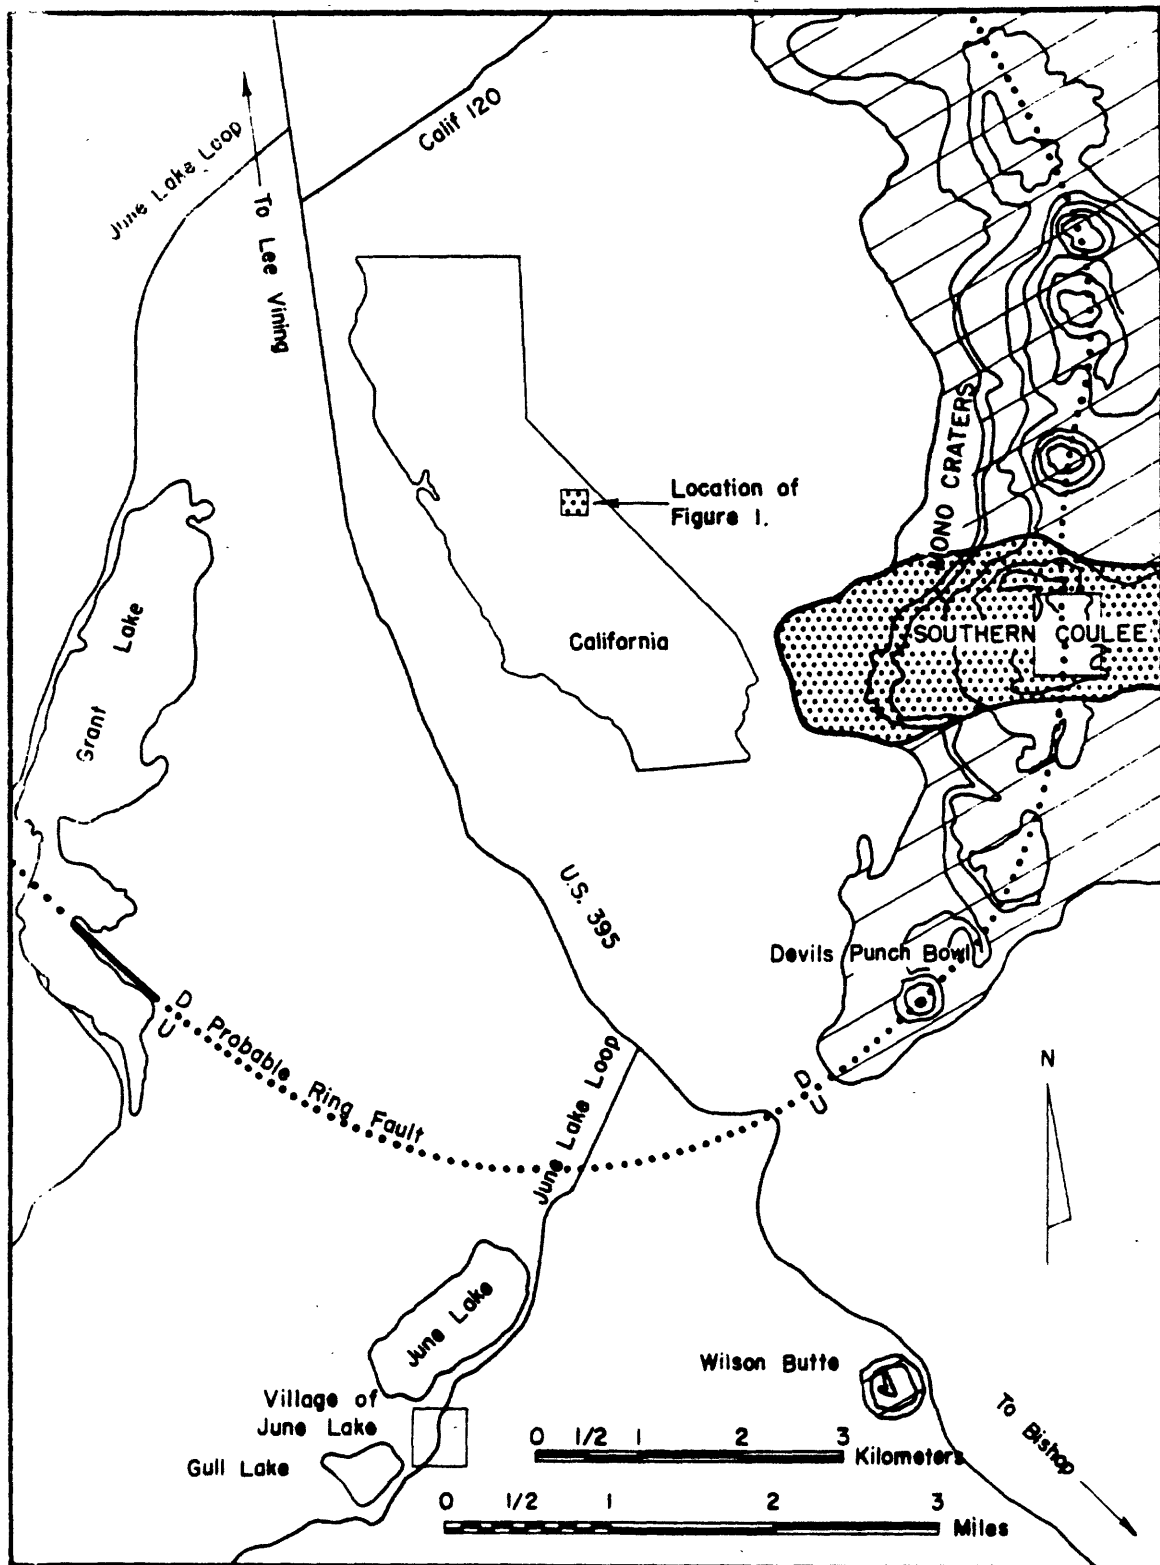 Calif 120
June Lake Loop
To Lee Vining
MONO CRATERS
Location of
Figure 1.
Grant Lake
California
SOUTHERN COULEE
U.S. 395
Devils Punch Bowl
D
U
Probable Ring Fault
D
U
June Lake Loop
N
June Lake
Wilson Butte
Village of
June Lake
Gull Lake
To Bishop
0 1/2 1 2 3
Kilometers
0 1/2 1 2 3
Miles